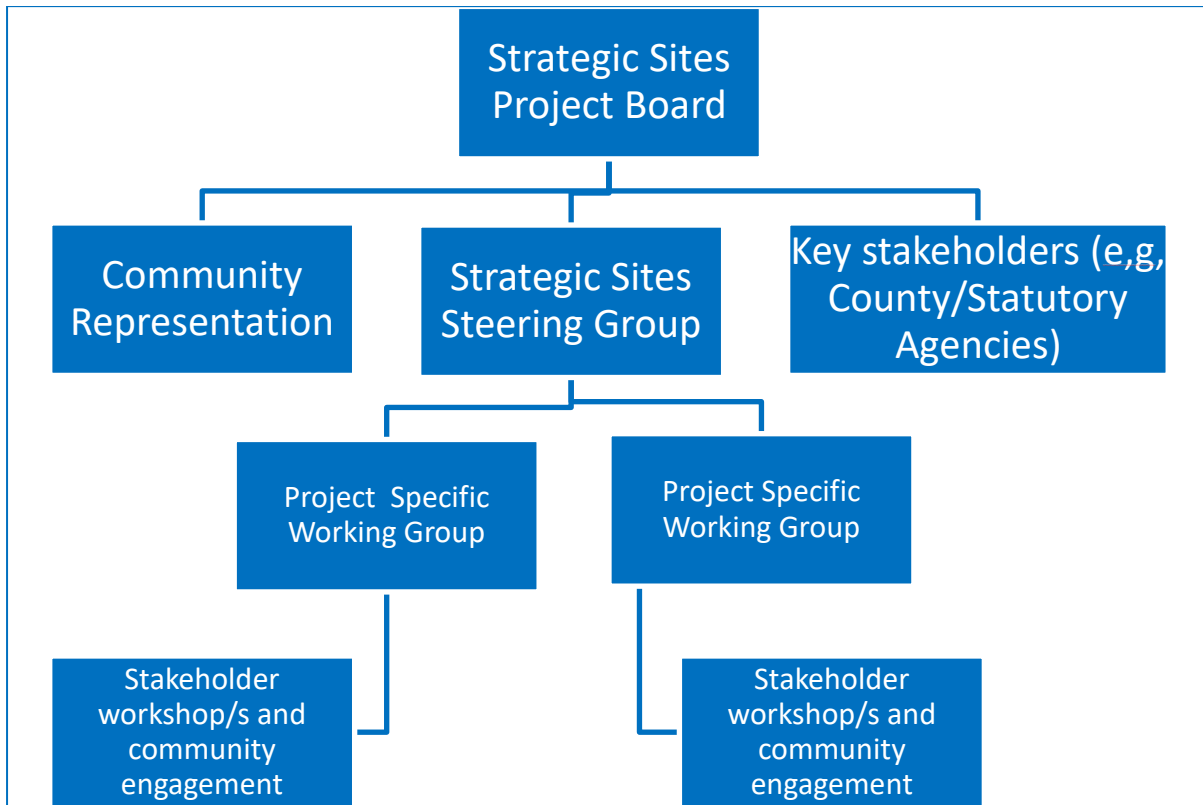 Strategic Sites
Project Board
Community
Representation
Strategic Sites
Steering Group
Key stakeholders (e,g,
County/Statutory
Agencies)
Project  Specific
Working Group
Project Specific
Working Group
Stakeholder
workshop/s and
community
engagement
Stakeholder
workshop/s and
community
engagement